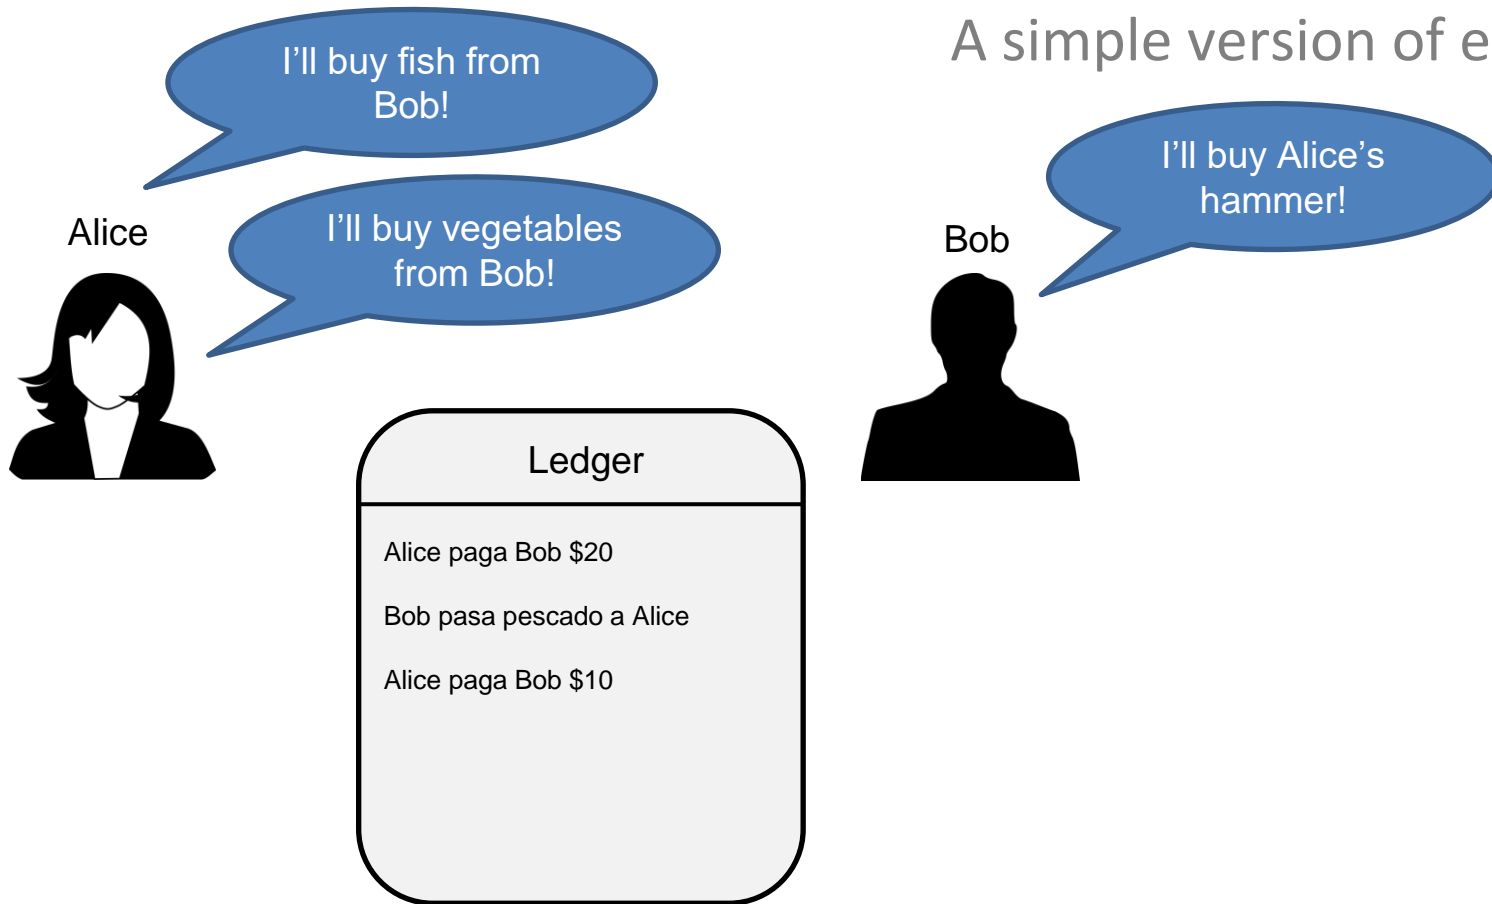 A simple version of e
I’ll buy fish from
Bob!
I’ll buy Alice’s
hammer!
Alice
I’ll buy vegetables
from Bob!
Bob
Ledger
Alice paga Bob $20
Bob pasa pescado a Alice
Alice paga Bob $10